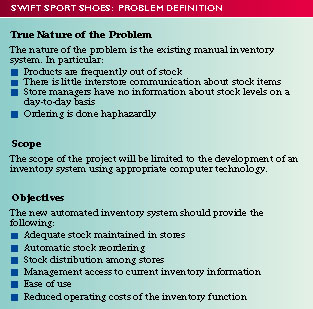 SWIFT SPORT SHOES: PROBLEM DEFINITION
True Nature of the Problem
The nature of the problem is the existing manual inventory
system. In particular:
■ Products are frequently out of stock
■ There is little interstore communication about stock items
■ Store managers have no information about stock levels on a
day-to-day basis
■ Ordering is done haphazardly
Scope
The scope of the project will be limited to the development of an
inventory system using appropriate computer technology.
Objectives
The new automated inventory system should provide the
following:
■ Adequate stock maintained in stores
■ Automatic stock reordering
■ Stock distribution among stores
■ Management access to current inventory information
■ Ease of use
■ Reduced operating costs of the inventory function